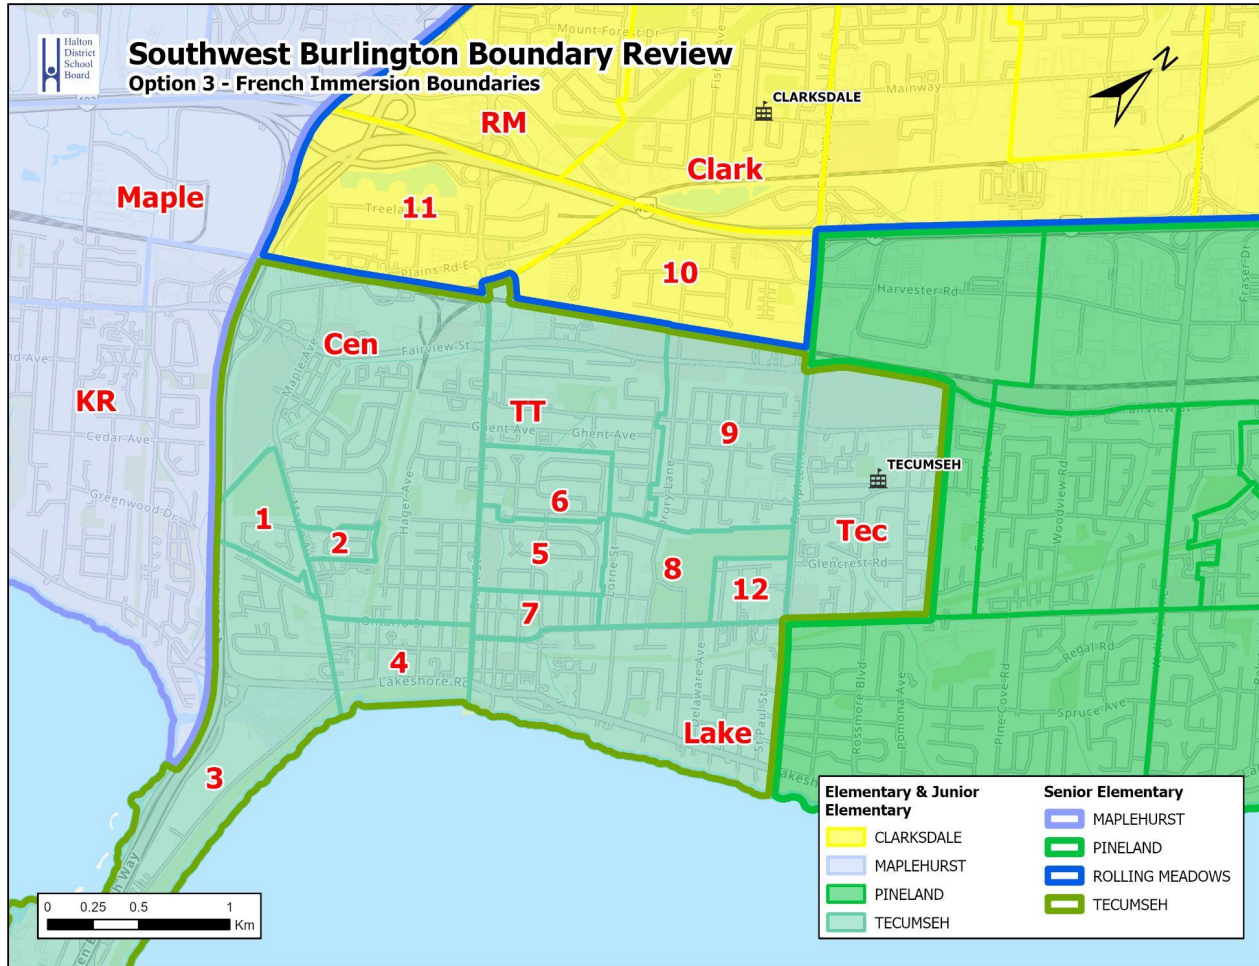 Halton
District
School
Board
Southwest Burlington Boundary Review
Option 3 - French Immersion Boundaries
Mount Forest Dr
N
CLARKSDALE
Mainway
RM
Clark
Maple
11
403
10
Plains Rd E
Harvester Rd
Fraser Dr
Cen
Maple Ave
Fairview St
KR
TT
Ghent Ave
Ghent Ave
9
Cedar Ave
Fairview St
TECUMSEH
Greenwood Dr
Hager Ave
Drury Lane
6
Woodview Rd
1
2
5
8
Tec
Glencrest Rd
Lorne St
12
7
Ontario St
4
Regal Rd
Lakeshore Rd
Delaware Ave
St Paul St
Rossmore Blvd
Pomona Ave
Pine Cove Rd
Spruce Ave
Lake
3
Elementary & Junior
Elementary
CLARKSDALE
MAPLEHURST
PINELAND
TECUMSEH
Senior Elementary
MAPLEHURST
PINELAND
ROLLING MEADOWS
TECUMSEH
0 0.25 0.5 1
Km